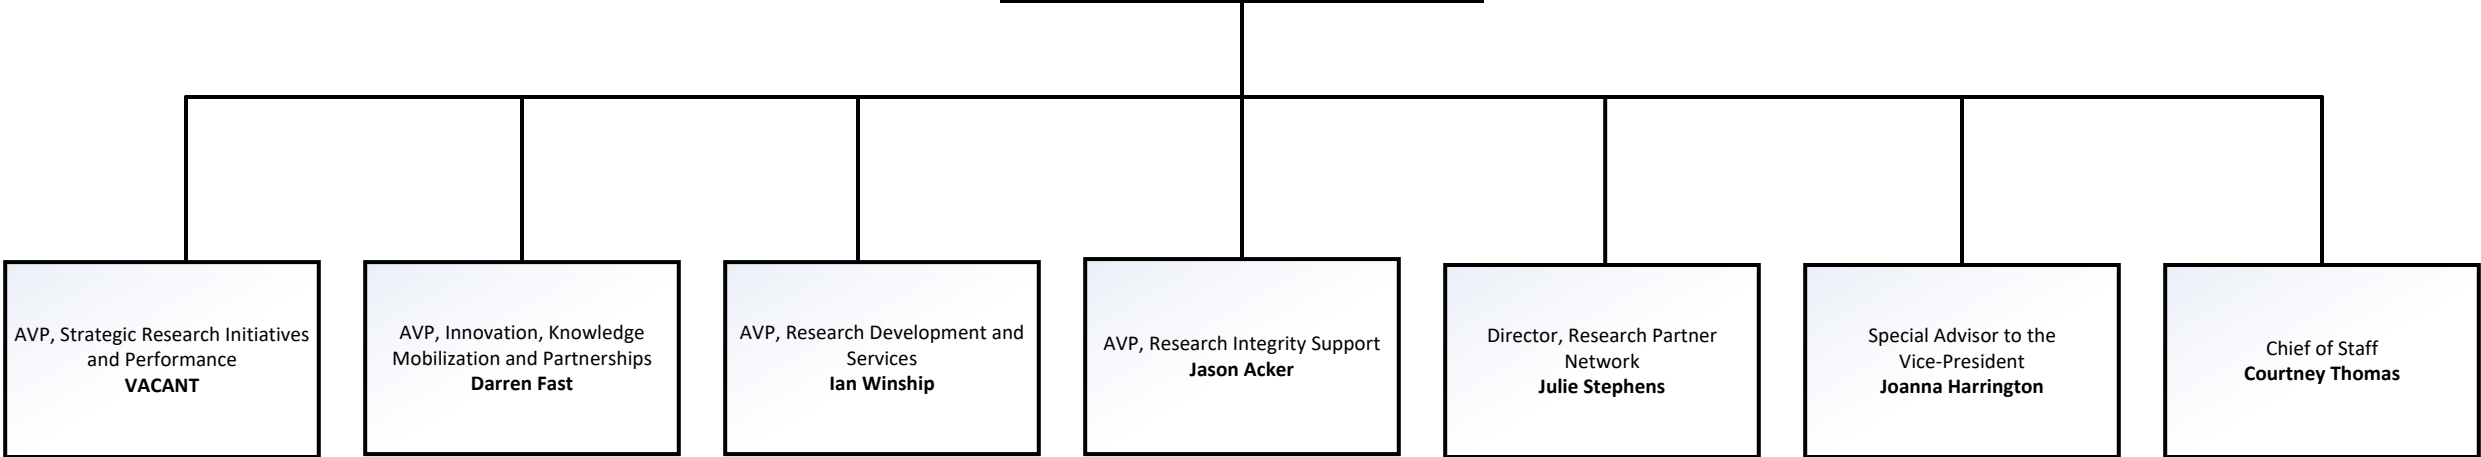 AVP, Strategic Research Initiatives
and Performance
VACANT
AVP, Innovation, Knowledge
Mobilization and Partnerships
Darren Fast
AVP, Research Development and
Services
Ian Winship
AVP, Research Integrity Support
Jason Acker
Director, Research Partner
Network
Julie Stephens
Special Advisor to the
Vice-President
Joanna Harrington
Chief of Staff
Courtney Thomas